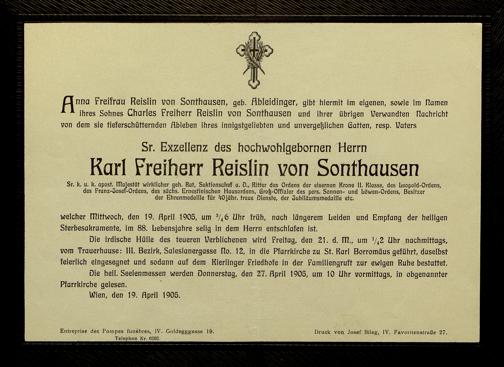 Anna Freifrau Reislin von Sonthausen, geb. Ableidinger, gibt hiermit im eigenen, sowie im Namen
ihres Sohnes Charles Freiherr Reislin von Sonthausen und ihrer übrigen Verwandten Nachricht
von dem sie tieferschütternden Ableben ihres innigstgeliebten und unvergeßlichen Gatten, resp. Vaters
Sr. Exzellenz des hochwohlgebornen Herrn
Karl Freiherr Reislin von Sonthausen
Sr. k. u. k. apost. Majestät wirklicher geh. Rat, Sektionschef a. D., Ritter des Ordens der eisernen Krone II. Klasse, des Leopold-Ordens,
des Franz-Josef-Ordens, des sächs. Ernestinischen Hausordens, Groß-Offizier des pers. Sonnen- und Löwen-Ordens, Besitzer
der Ehrenmedaille für 40jähr. treue Dienste, der Jubiläumsmedaille etc.
welcher Mittwoch, den 19. April 1905, um 3/4 6 Uhr früh, nach längerem Leiden und Empfang der heiligen
Sterbesakramente, im 88. Lebensjahre selig in dem Herrn entschlafen ist.
Die irdische Hülle des teueren Verblichenen wird Freitag, den 21. d. M., um 1/2 2 Uhr nachmittags,
vom Trauerhause: III. Bezirk, Salesianergasse No. 12, in die Pfarrkirche zu St. Karl Borromäus geführt, daselbst
feierlich eingesegnet und sodann auf dem Kierlinger Friedhofe in der Familiengruft zur ewigen Ruhe bestattet.
Die heil. Seelenmessen werden Donnerstag, den 27. April 1905, um 10 Uhr vormittags, in obgenannter
Pfarrkirche gelesen.
Wien, den 19. April 1905.
Entreprise des Pompes funèbres, IV. Goldegggasse 19.
Telephon Nr.
Druck von Josef Bileg, IV. Favoritenstraße 27.